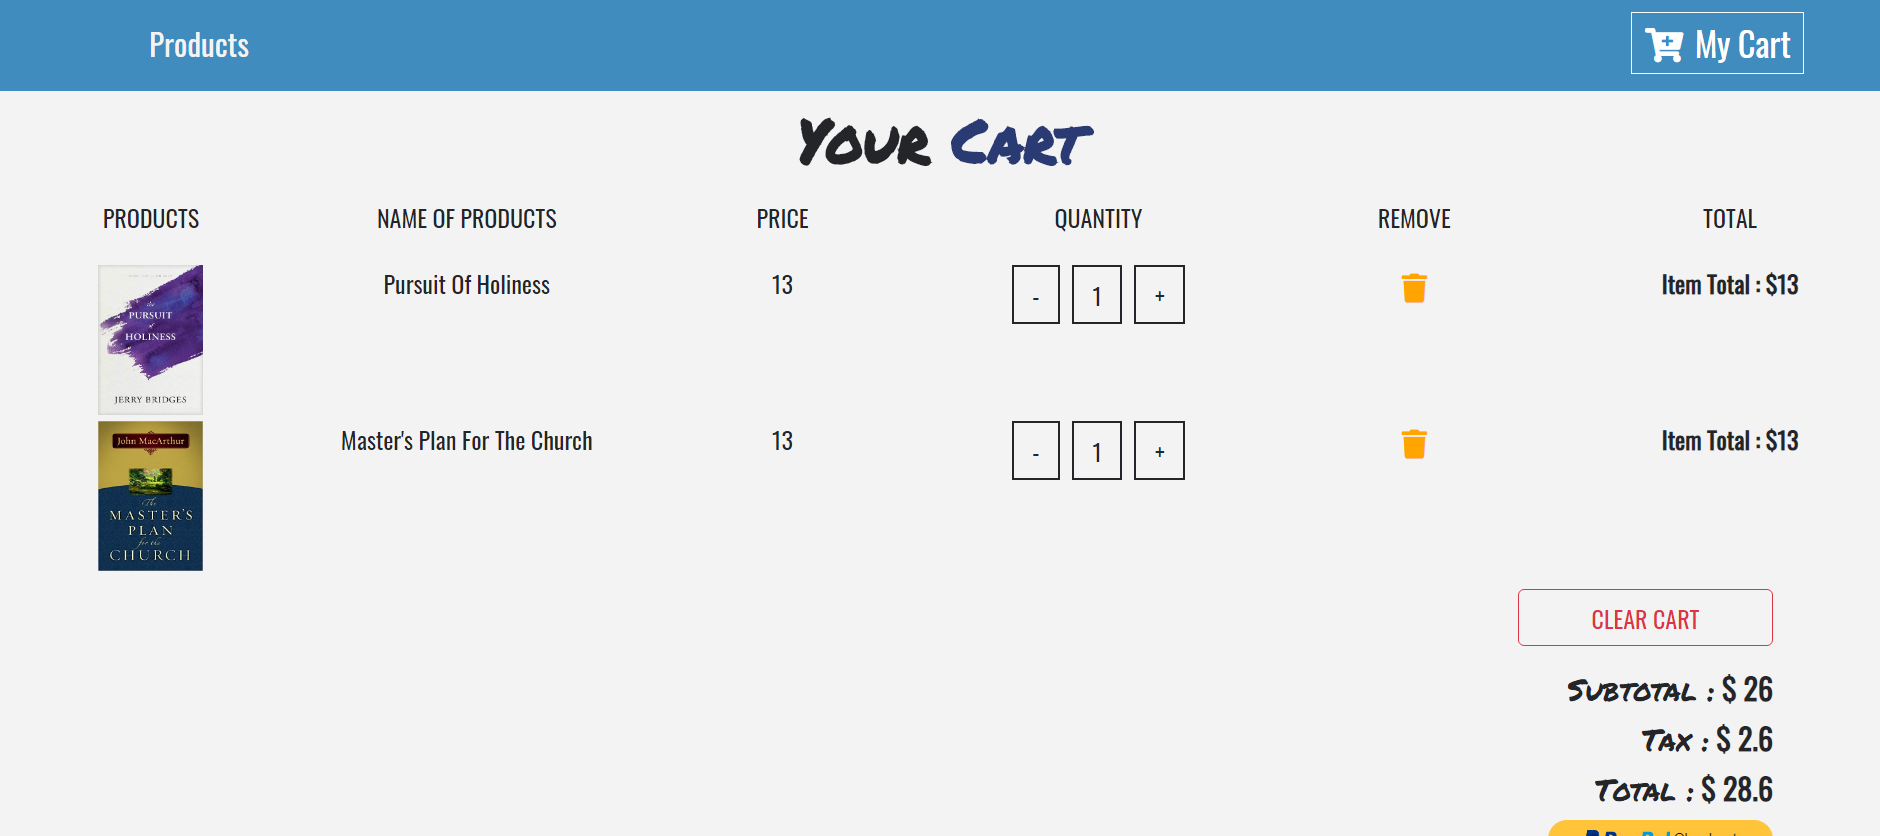 Products
My Cart
Your Cart
PRODUCTS NAME OF PRODUCTS PRICE QUANTITY REMOVE TOTAL
the
PURSUIT
of
HOLINESS
JERRY BRIDGES
Pursuit Of Holiness 13 - 1 + Item Total : $13
John MacArthur
The
MASTER'S
PLAN
for the
CHURCH
Master's Plan For The Church 13 - 1 + Item Total : $13
CLEAR CART
Subtotal : $ 26
Tax : $ 2.6
Total : $ 28.6